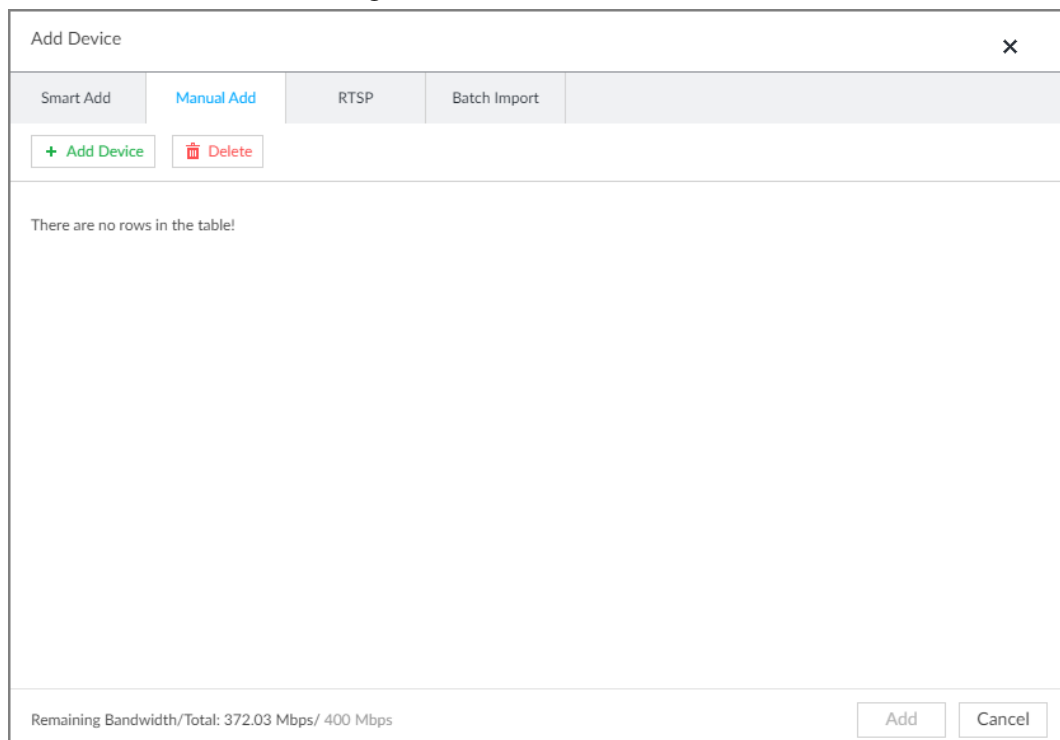 Add Device
Smart Add Manual Add RTSP Batch Import
+ Add Device Delete
There are no rows in the table!
Remaining Bandwidth/Total: 372.03 Mbps/ 400 Mbps Add Cancel